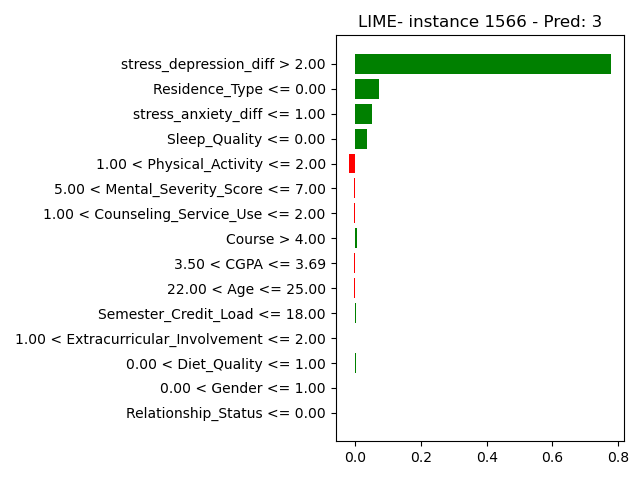 LIME- instance 1566 - Pred: 3
stress_depression_diff > 2.00
Residence_Type <= 0.00
stress_anxiety_diff <= 1.00
Sleep_Quality <= 0.00
1.00 < Physical_Activity <= 2.00
5.00 < Mental_Severity_Score <= 7.00
1.00 < Counseling_Service_Use <= 2.00
Course > 4.00
3.50 < CGPA <= 3.69
22.00 < Age <= 25.00
Semester_Credit_Load <= 18.00
1.00 < Extracurricular_Involvement <= 2.00
0.00 < Diet_Quality <= 1.00
0.00 < Gender <= 1.00
Relationship_Status <= 0.00
0.0 0.2 0.4 0.6 0.8